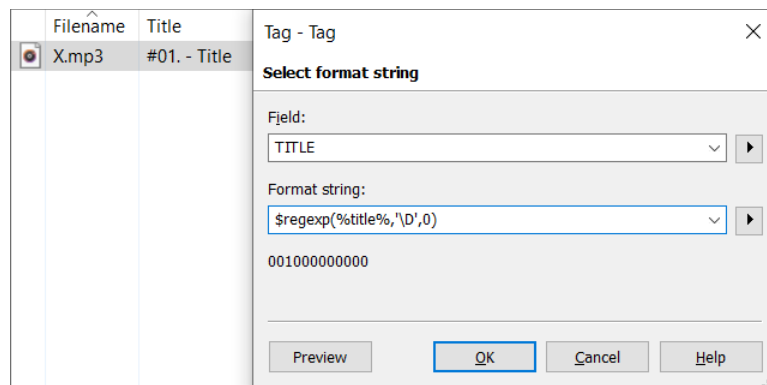 Filename Title
X.mp3 #01. - Title
Tag - Tag
Select format string
Field:
TITLE
Format string:
$regexp(%title%,'\D',0)
001000000000
Preview OK Cancel Help